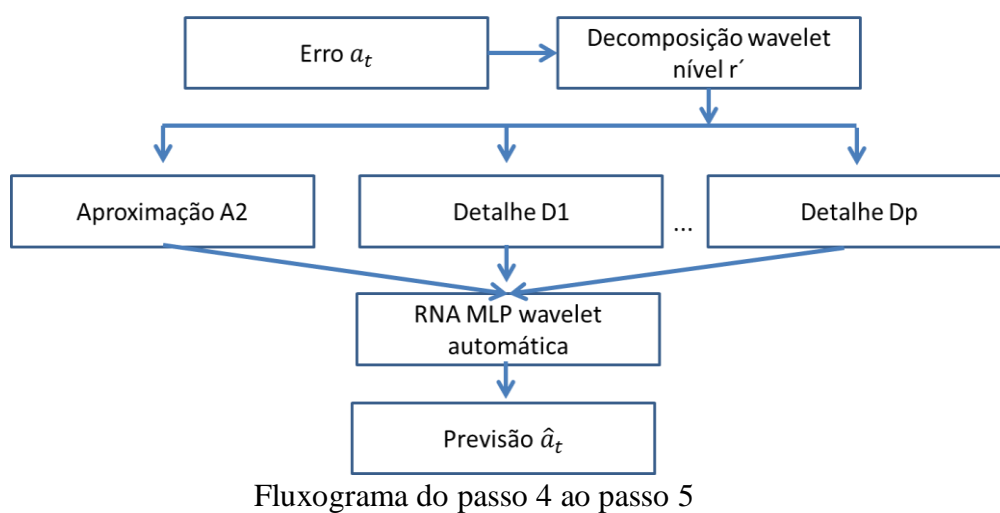 Erro 𝑎𝑡
Decomposição wavelet
nível r´
Aproximação A2
Detalhe D1
...
Detalhe Dp
RNA MLP wavelet
automática
Previsão 𝑎̂𝑡
Fluxograma do passo 4 ao passo 5